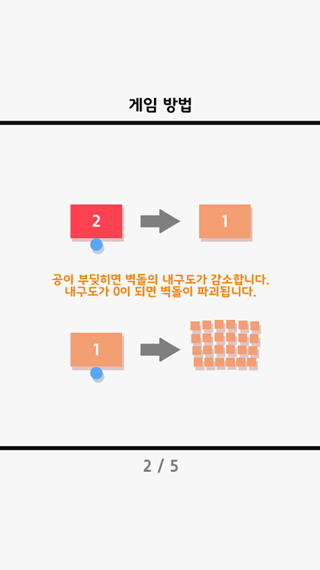 게임 방법
2
1
공이 부딪히면 벽돌의 내구도가 감소합니다.
내구도가 0이 되면 벽돌이 파괴됩니다.
1
2 / 5